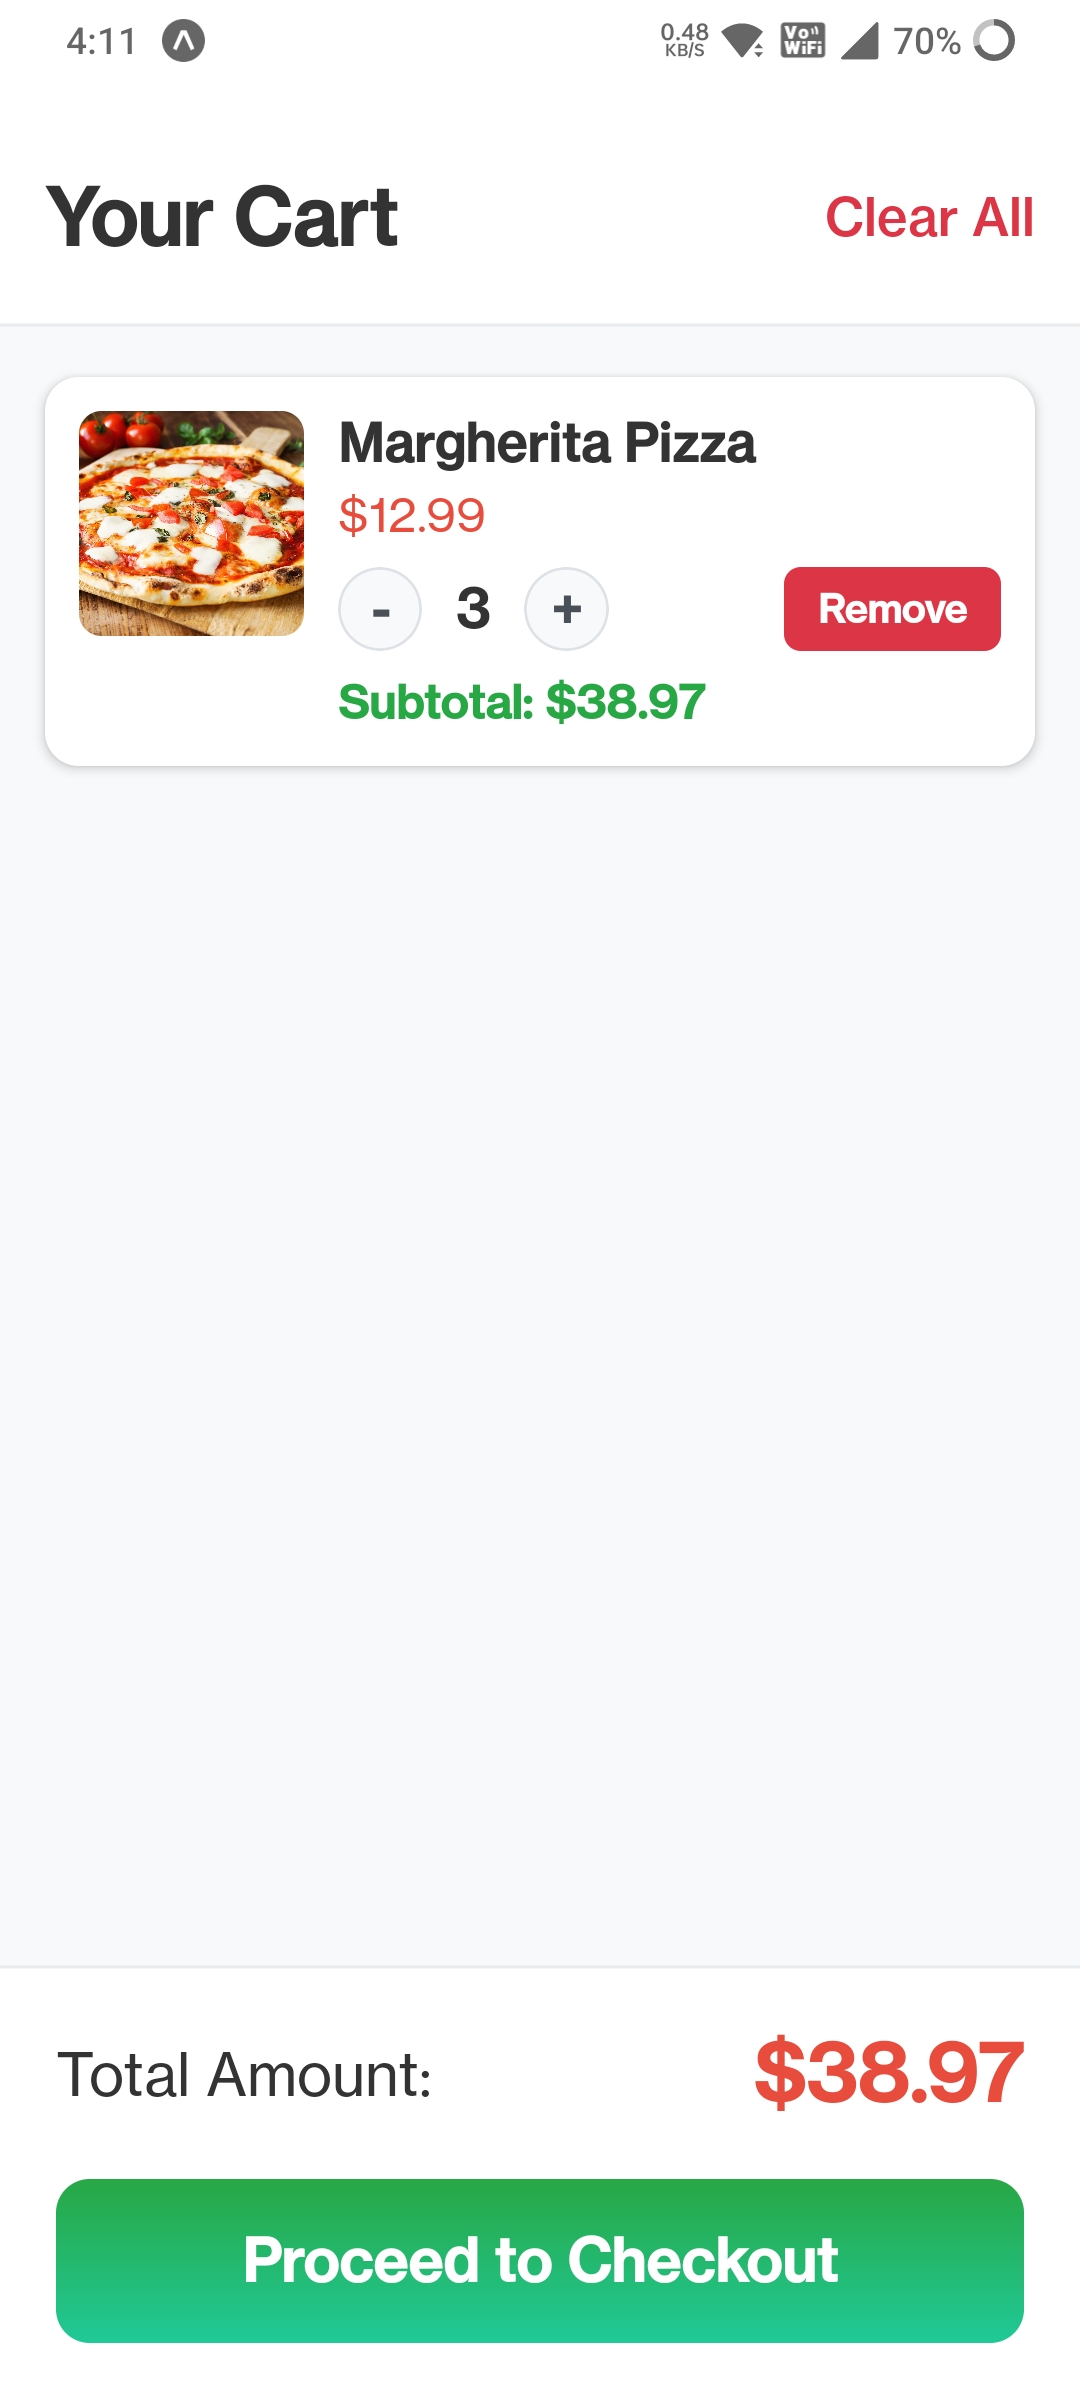 4:11
0.48 KB/S Vo WiFi 70%
Your Cart
Clear All
Margherita Pizza
$12.99
- 3 +
Remove
Subtotal: $38.97
Total Amount:
$38.97
Proceed to Checkout